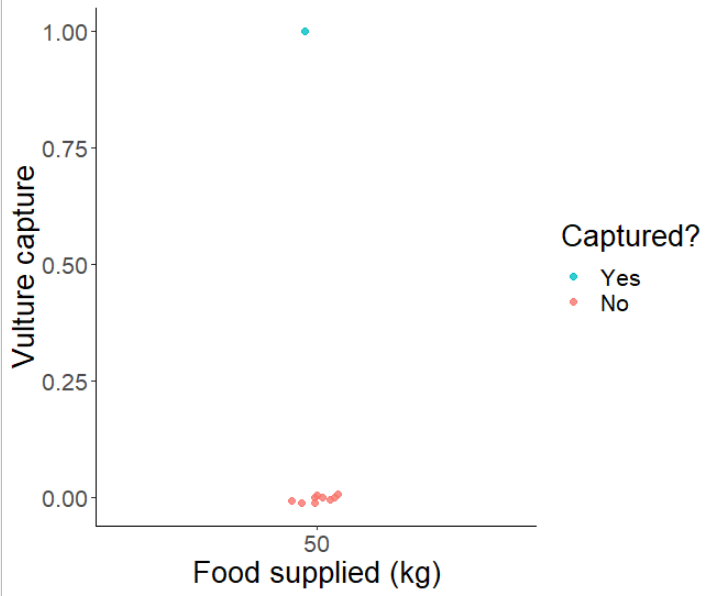 1.00
0.75
0.50
0.25
0.00
Vulture capture
50
Food supplied (kg)
Captured?
Yes
No